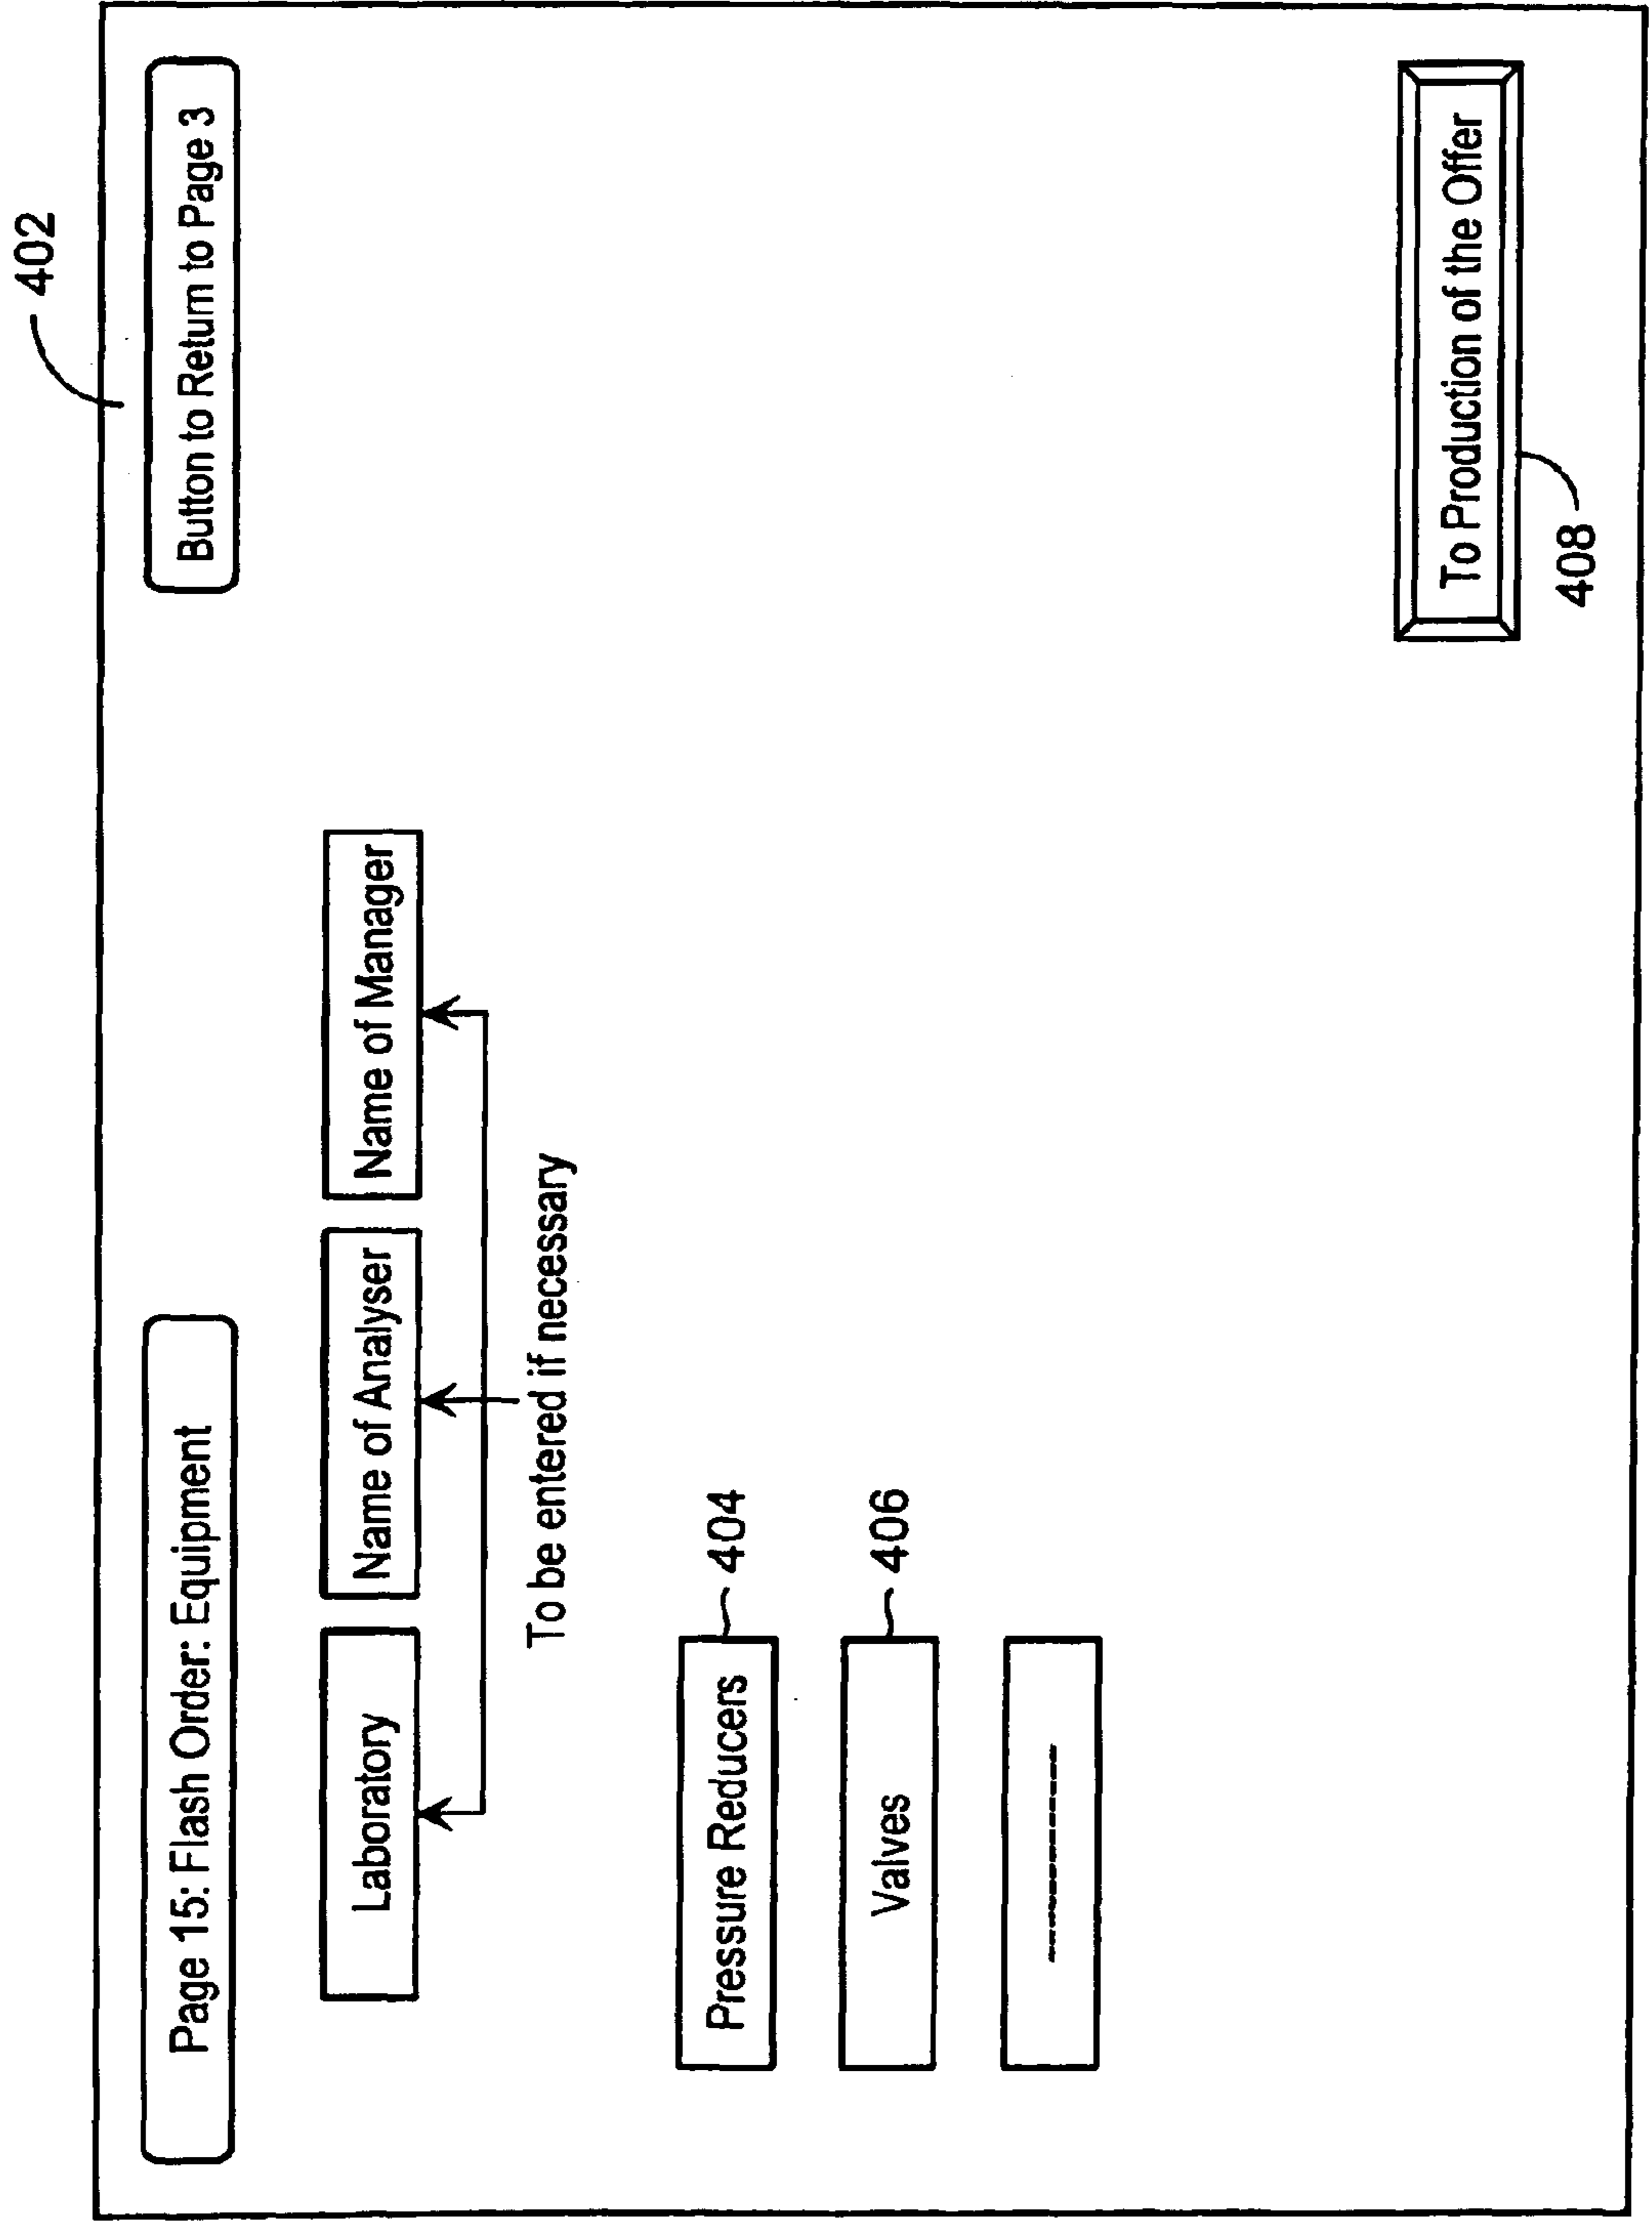 402
Page 15: Flash Order: Equipment
Button to Return to Page 3
Laboratory
Name of Analyser
Name of Manager
To be entered if necessary
Pressure Reducers
404
Valves
406
----------------
To Production of the Offer
408